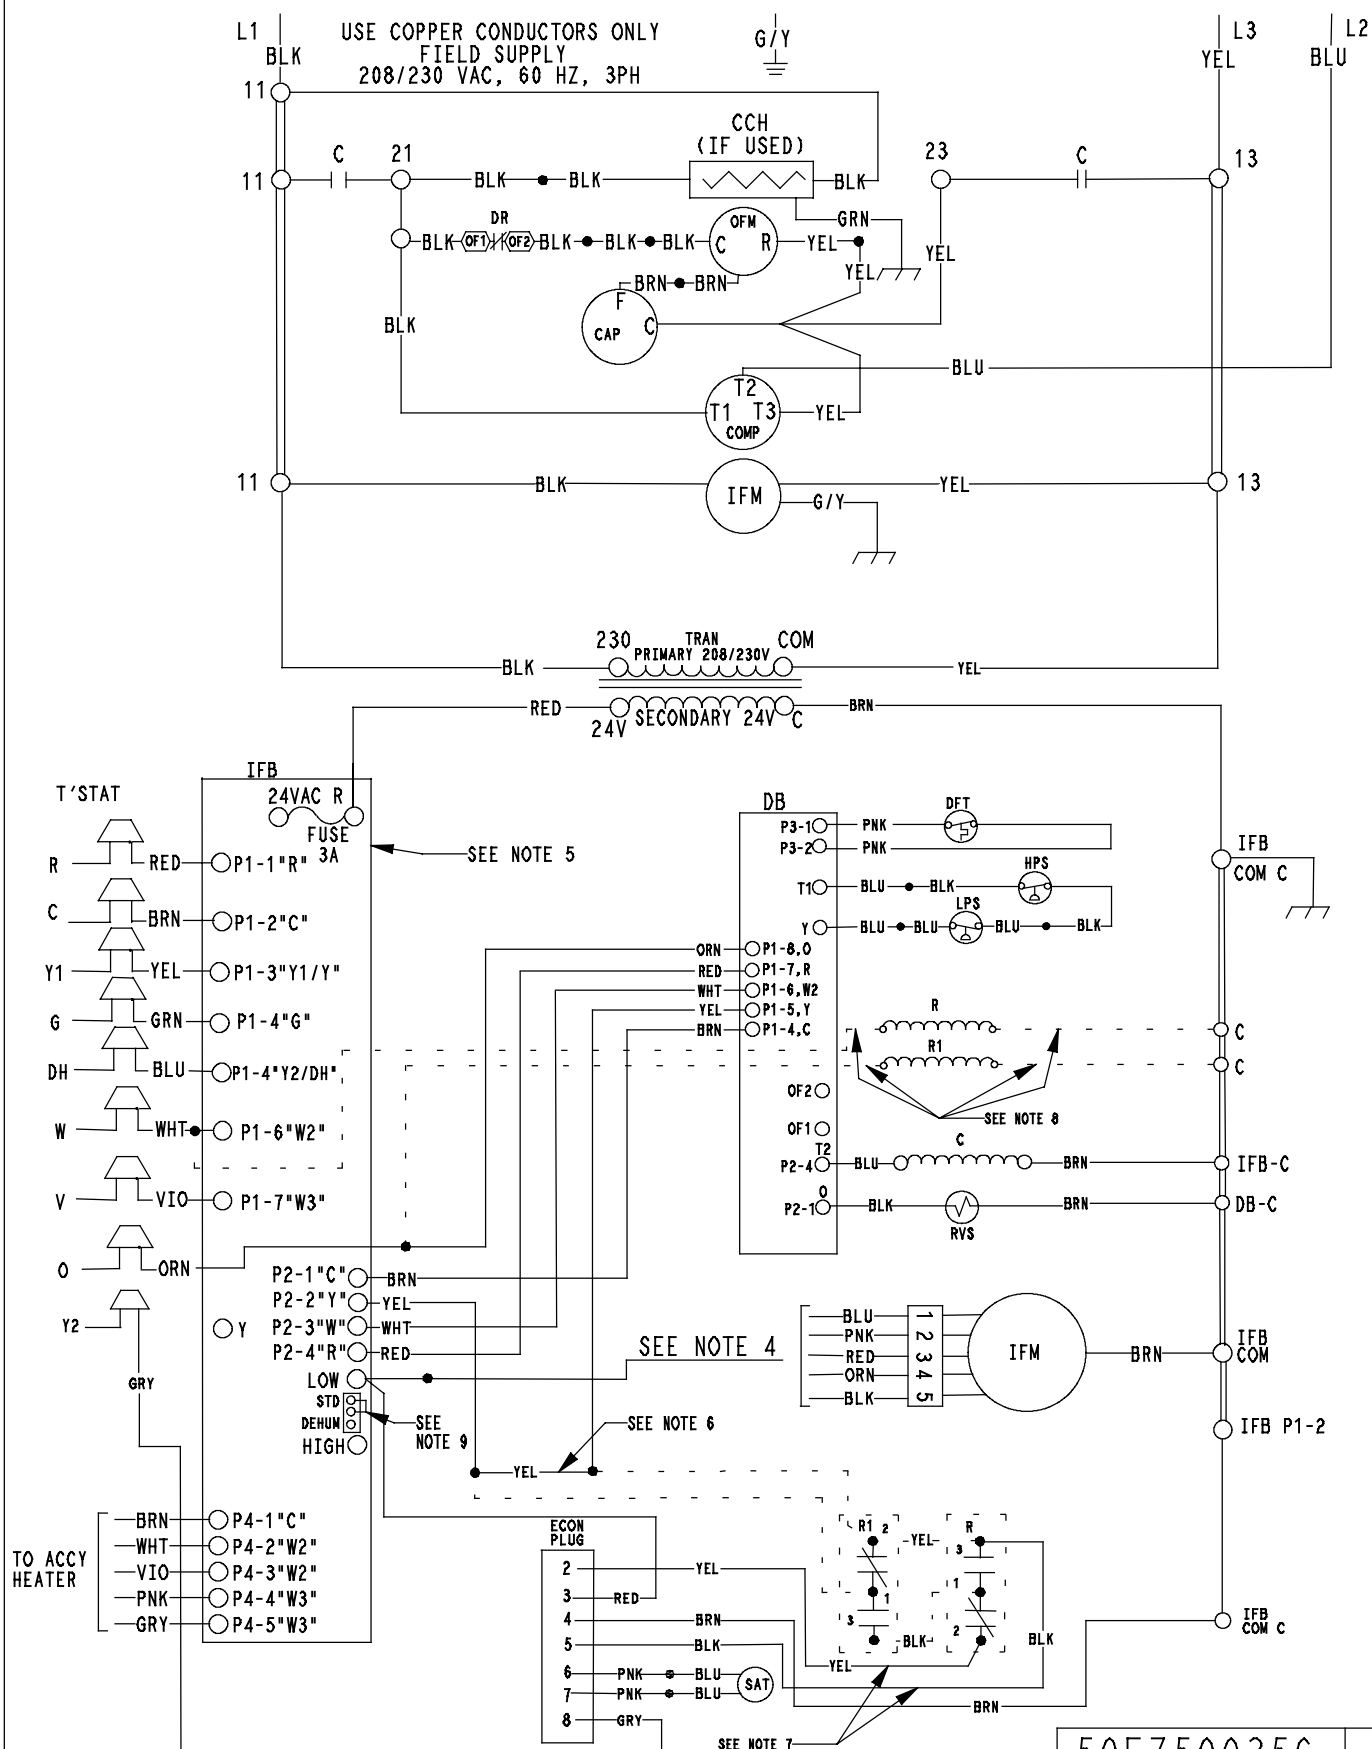 L1
BLK
USE COPPER CONDUCTORS ONLY
FIELD SUPPLY
208/230 VAC, 60 HZ, 3PH
G/Y
L3
YEL
L2
BLU
11
CCH
(IF USED)
11
C
21
BLK
BLK
BLK
23
C
13
BLK
DR
OF1
OF2
BLK
BLK
BLK
OFM
C
R
YEL
GRN
YEL
YEL
BRN
BRN
F
CAP
C
BLK
BLU
T2
T1
T3
COMP
YEL
11
BLK
IFM
YEL
13
G/Y
230
TRAN
COM
PRIMARY 208/230V
BLK
YEL
RED
24V
SECONDARY 24V
C
BRN
IFB
24VAC R
FUSE
3A
SEE NOTE 5
T'STAT
R
RED
P1-1"R"
C
BRN
P1-2"C"
Y1
YEL
P1-3"Y1/Y"
G
GRN
P1-4"G"
DH
BLU
P1-4"Y2/DH"
W
WHT
P1-6"W2"
V
VIO
P1-7"W3"
O
ORN
Y2
Y
GRY
DB
P3-1
PNK
DFT
P3-2
PNK
T1
BLU
BLK
HPS
Y
BLU
BLU
LPS
BLU
BLK
IFB
COM C
ORN
P1-8,O
RED
P1-7,R
WHT
P1-6,W2
YEL
P1-5,Y
BRN
P1-4,C
R
C
R1
C
SEE NOTE 8
OF2
OF1
T2
P2-4
BLU
C
BRN
IFB-C
O
P2-1
BLK
RVS
BRN
DB-C
P2-1"C"
BRN
P2-2"Y"
YEL
P2-3"W"
WHT
P2-4"R"
RED
LOW
STD
DEHUM
HIGH
SEE
NOTE 9
SEE NOTE 4
BLU
1
PNK
2
RED
3
ORN
4
BLK
5
IFM
BRN
IFB
COM
IFB P1-2
SEE NOTE 6
YEL
TO ACCY
HEATER
BRN
P4-1"C"
WHT
P4-2"W2"
VIO
P4-3"W2"
PNK
P4-4"W3"
GRY
P4-5"W3"
ECON
PLUG
2
YEL
3
RED
4
BRN
5
BLK
6
PNK
BLU
7
PNK
BLU
SAT
8
GRY
R1
2
YEL
R
3
1
1
3
BLK
2
BLK
YEL
BRN
IFB
COM C
SEE NOTE 7